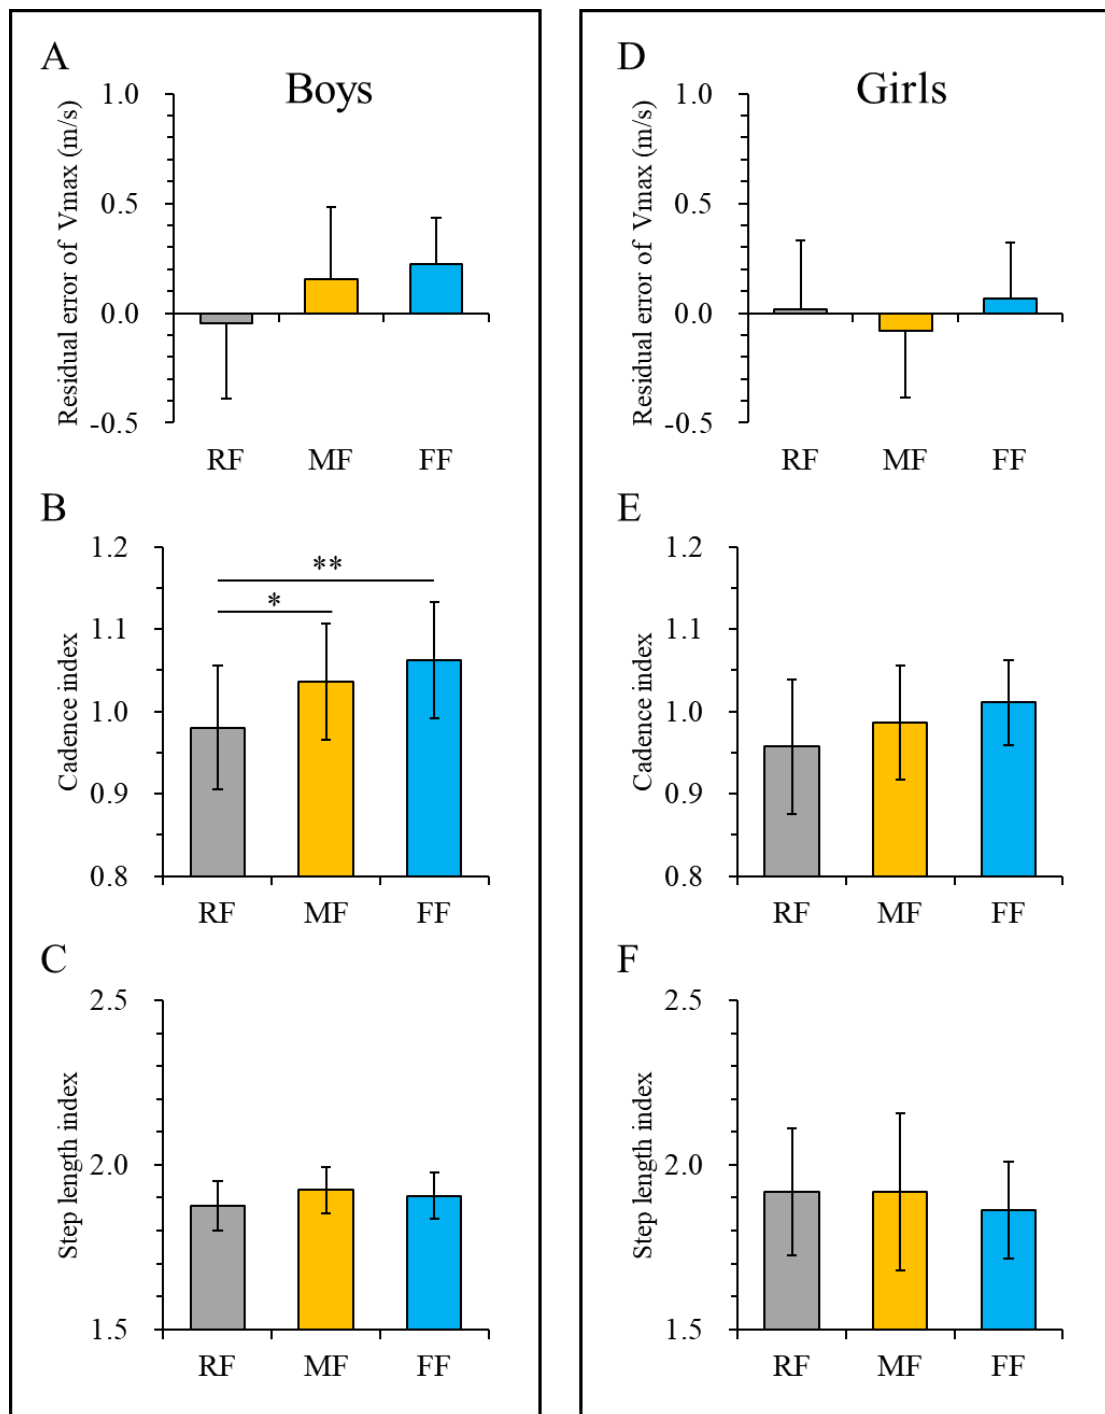 A
Boys
Residual error of Vmax (m/s)
1.0
0.5
0.0
-0.5
RF MF FF
B
Cadence index
1.2
1.1
1.0
0.9
0.8
**
*
RF MF FF
C
Step length index
2.5
2.0
1.5
RF MF FF
D
Girls
Residual error of Vmax (m/s)
1.0
0.5
0.0
-0.5
RF MF FF
E
Cadence index
1.2
1.1
1.0
0.9
0.8
RF MF FF
F
Step length index
2.5
2.0
1.5
RF MF FF